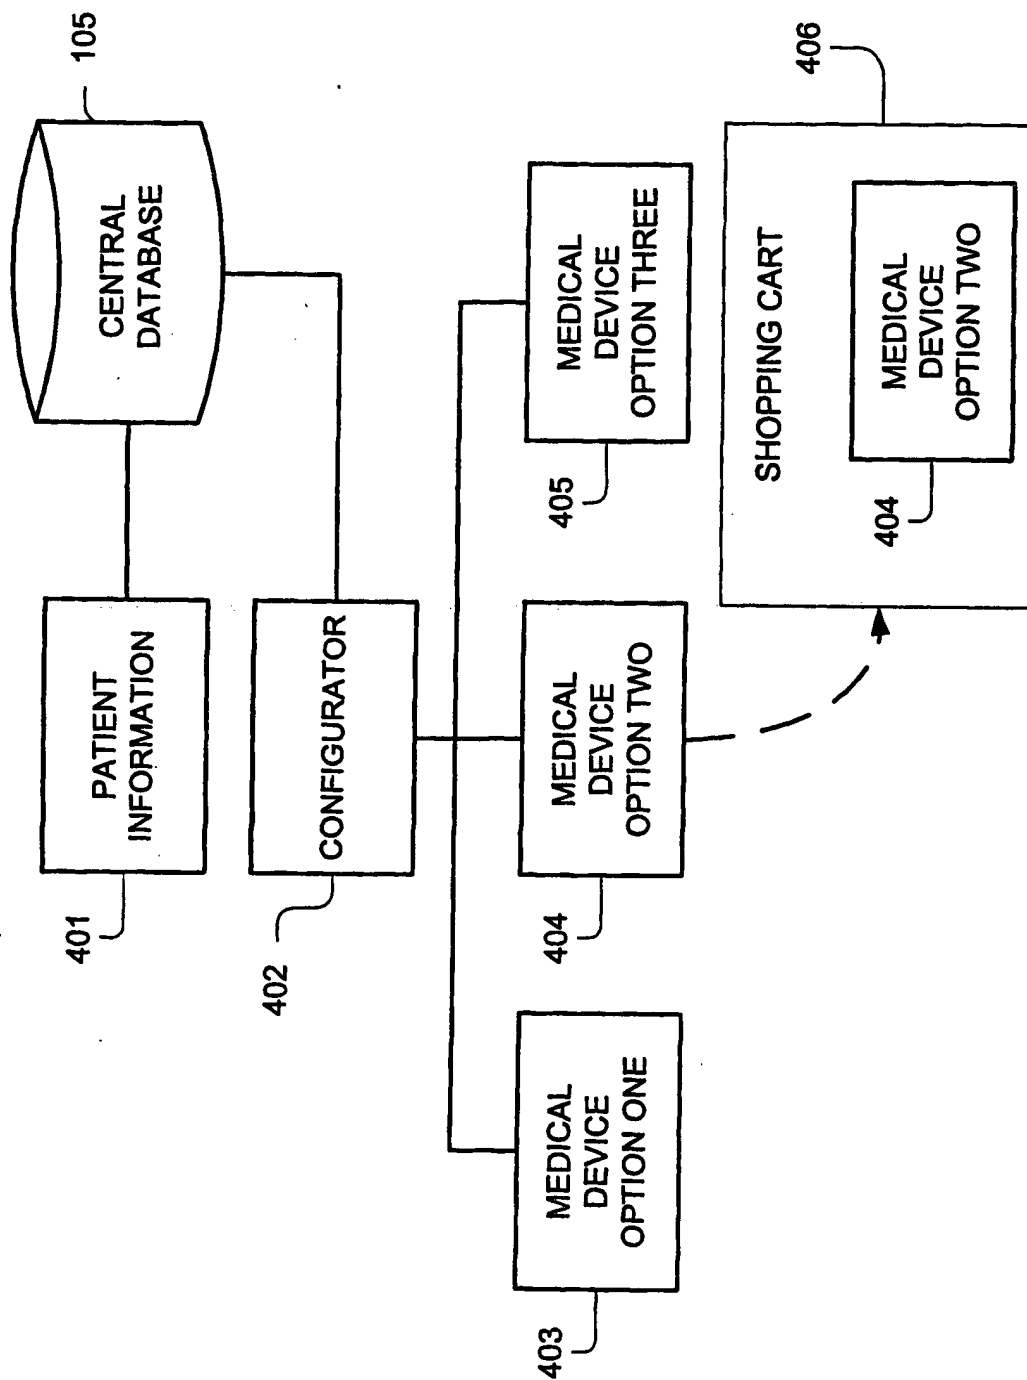 401
PATIENT
INFORMATION
CENTRAL
DATABASE
105
402
CONFIGURATOR
403
MEDICAL
DEVICE
OPTION ONE
404
MEDICAL
DEVICE
OPTION TWO
405
MEDICAL
DEVICE
OPTION THREE
406
SHOPPING CART
404
MEDICAL
DEVICE
OPTION TWO